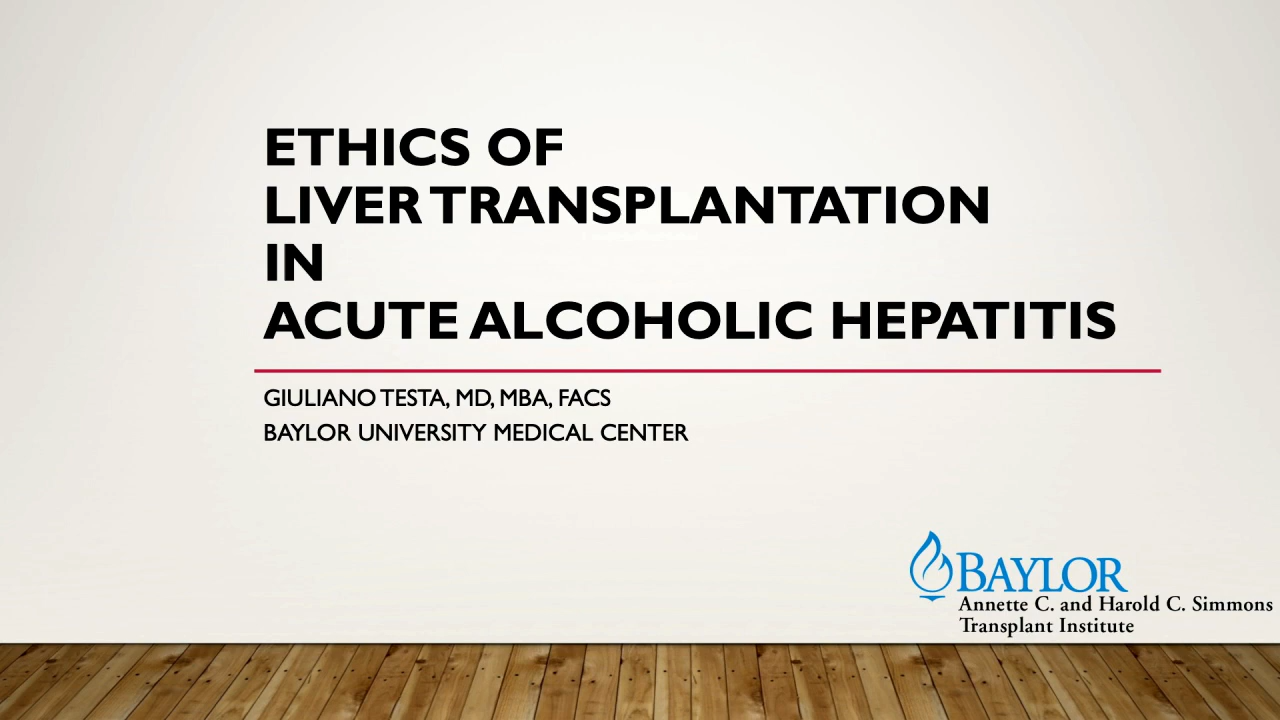 ETHICS OF
LIVER TRANSPLANTATION
IN
ACUTE ALCOHOLIC HEPATITIS
GIULIANO TESTA, MD, MBA, FACS
BAYLOR UNIVERSITY MEDICAL CENTER
BAYLOR
Annette C. and Harold C. Simmons
Transplant Institute